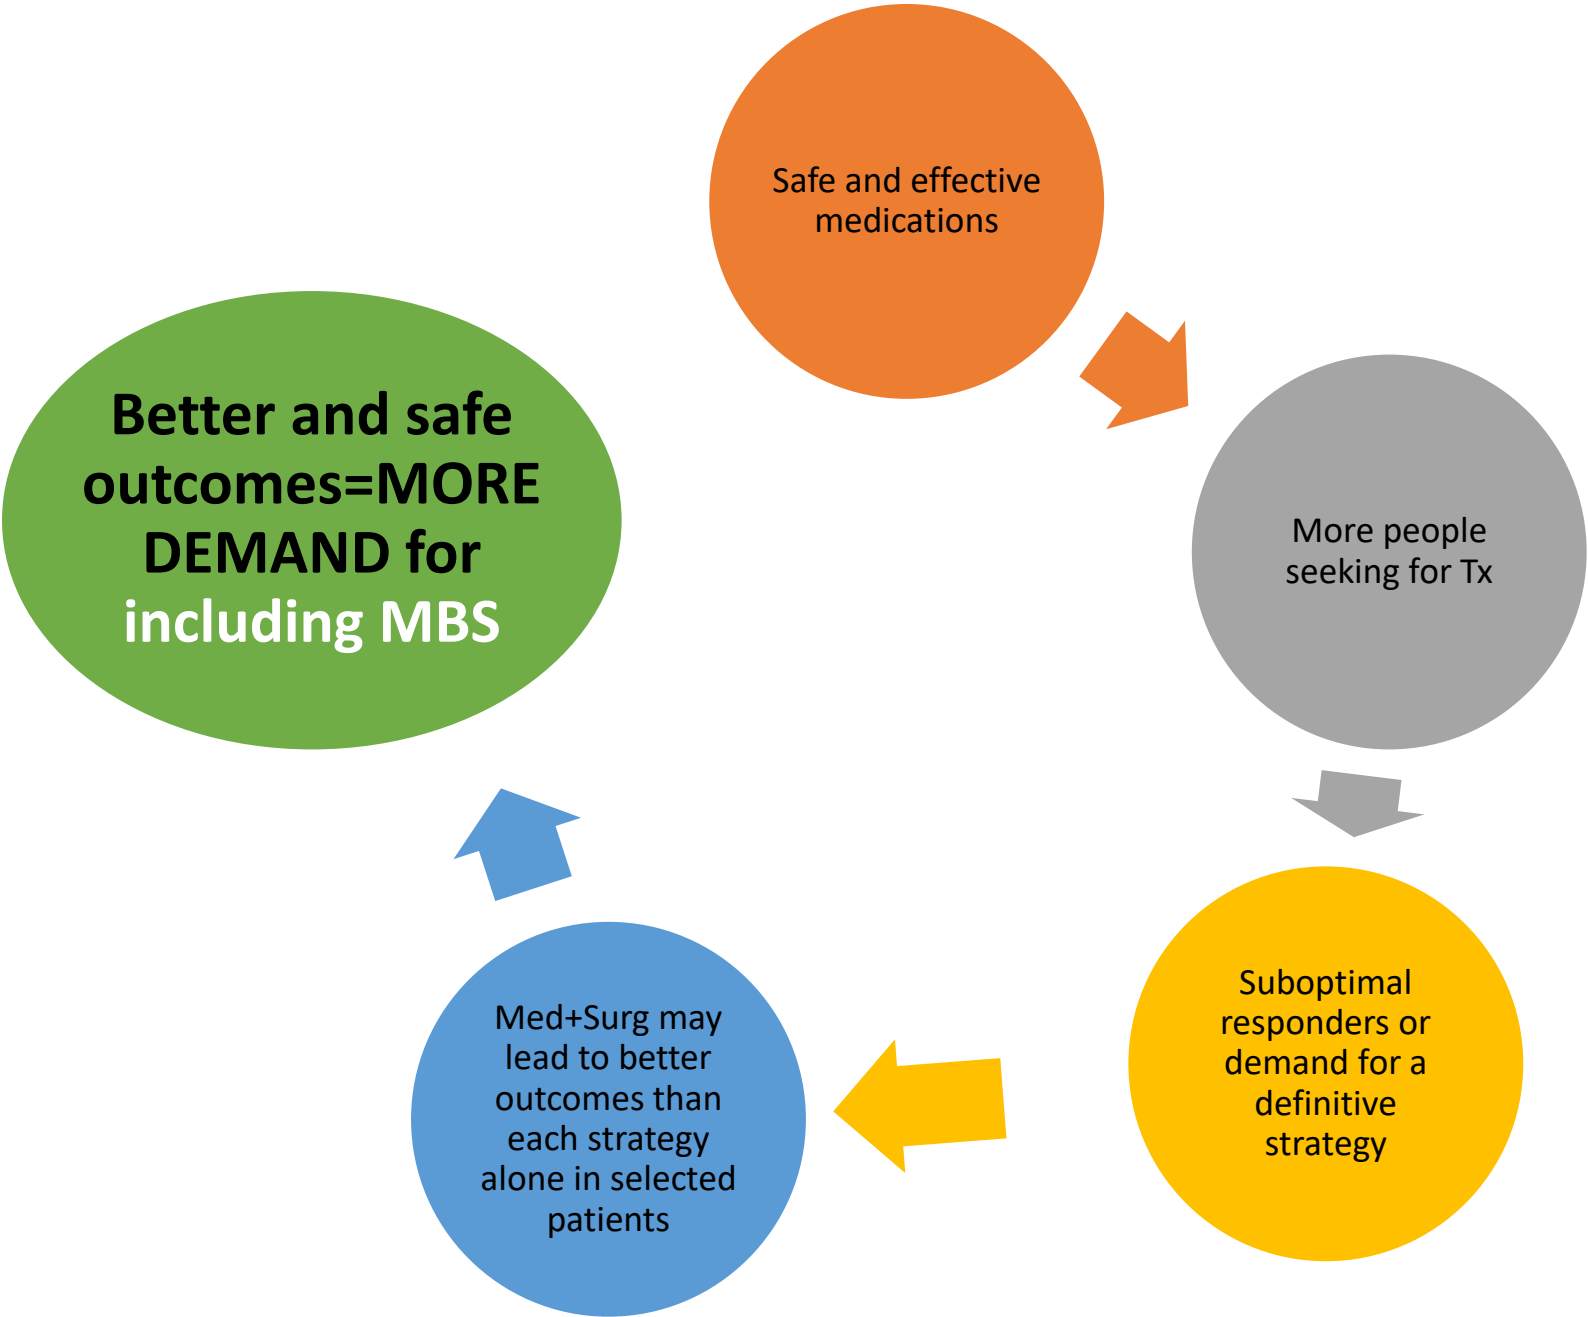 Safe and effective
medications
More people
seeking for Tx
Suboptimal
responders or
demand for a
definitive
strategy
Med+Surg may
lead to better
outcomes than
each strategy
alone in selected
patients
Better and safe
outcomes=MORE
DEMAND for
including MBS